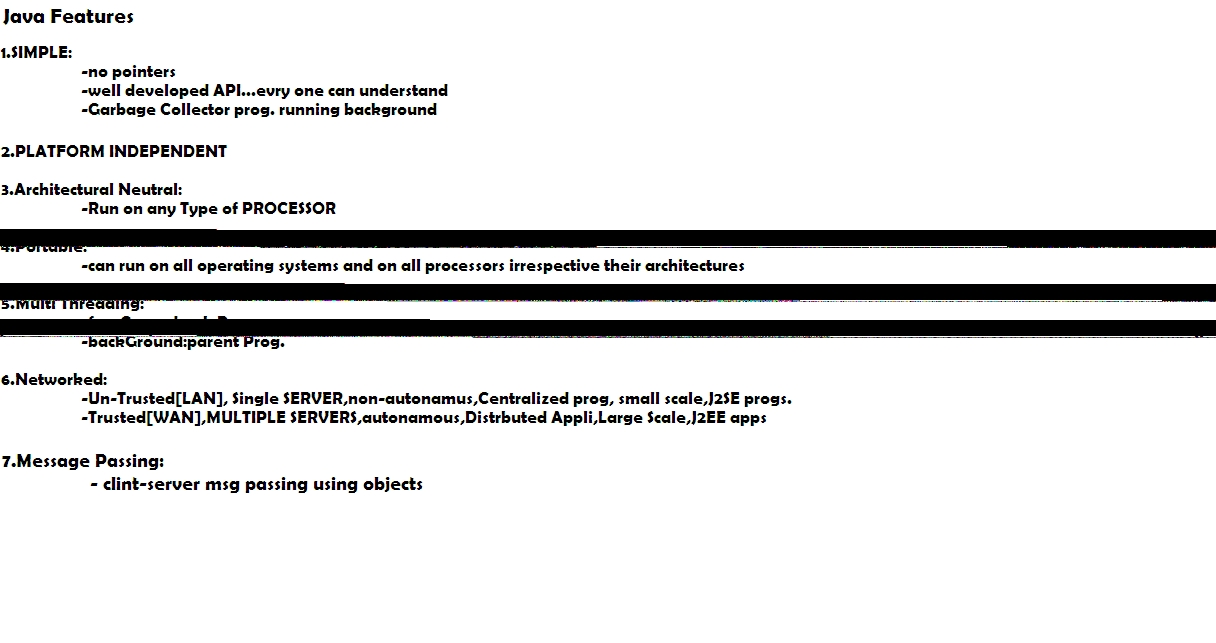 Java Features
1.SIMPLE:
-no pointers
-well developed API...evry one can understand
-Garbage Collector prog. running background
2.PLATFORM INDEPENDENT
3.Architectural Neutral:
-Run on any Type of PROCESSOR
4.Portable:
-can run on all operating systems and on all processors irrespective their architectures
5.Multi Threading:
-backGround:parent Prog.
6.Networked:
-Un-Trusted[LAN], Single SERVER,non-autonamus,Centralized prog, small scale,J2SE progs.
-Trusted[WAN],MULTIPLE SERVERS,autonamous,Distrbuted Appli,Large Scale,J2EE apps
7.Message Passing:
- clint-server msg passing using objects